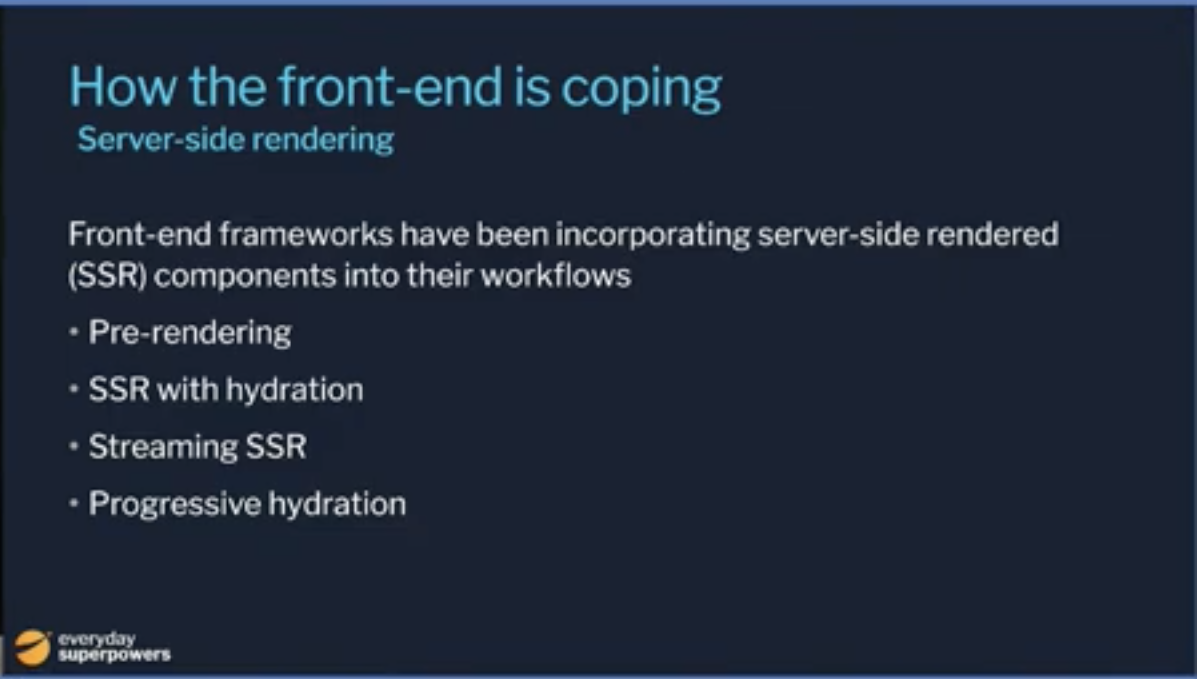 How the front-end is coping
Server-side rendering
Front-end frameworks have been incorporating server-side rendered
(SSR) components into their workflows
• Pre-rendering
• SSR with hydration
• Streaming SSR
• Progressive hydration
everyday
superpowers